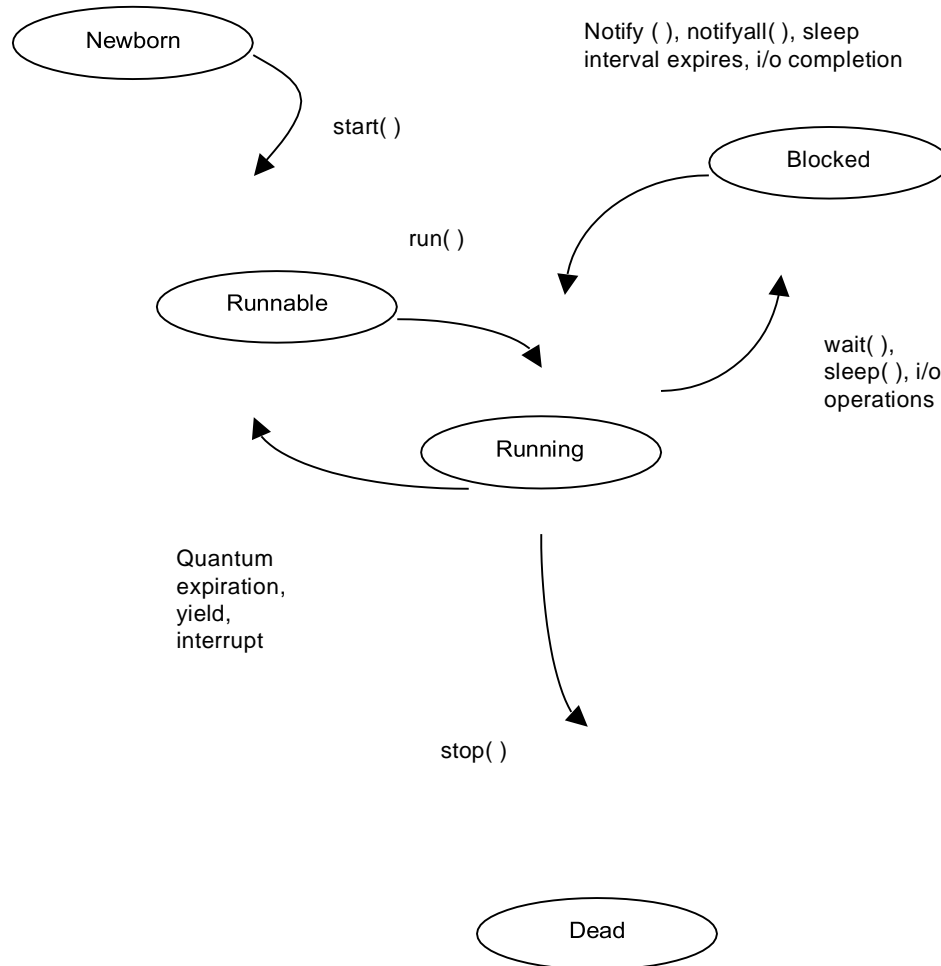 Newborn
Notify ( ), notifyall( ), sleep
interval expires, i/o completion
start( )
Blocked
run( )
Runnable
wait( ),
sleep( ), i/o
operations
Running
Quantum
expiration,
yield,
interrupt
stop( )
Dead